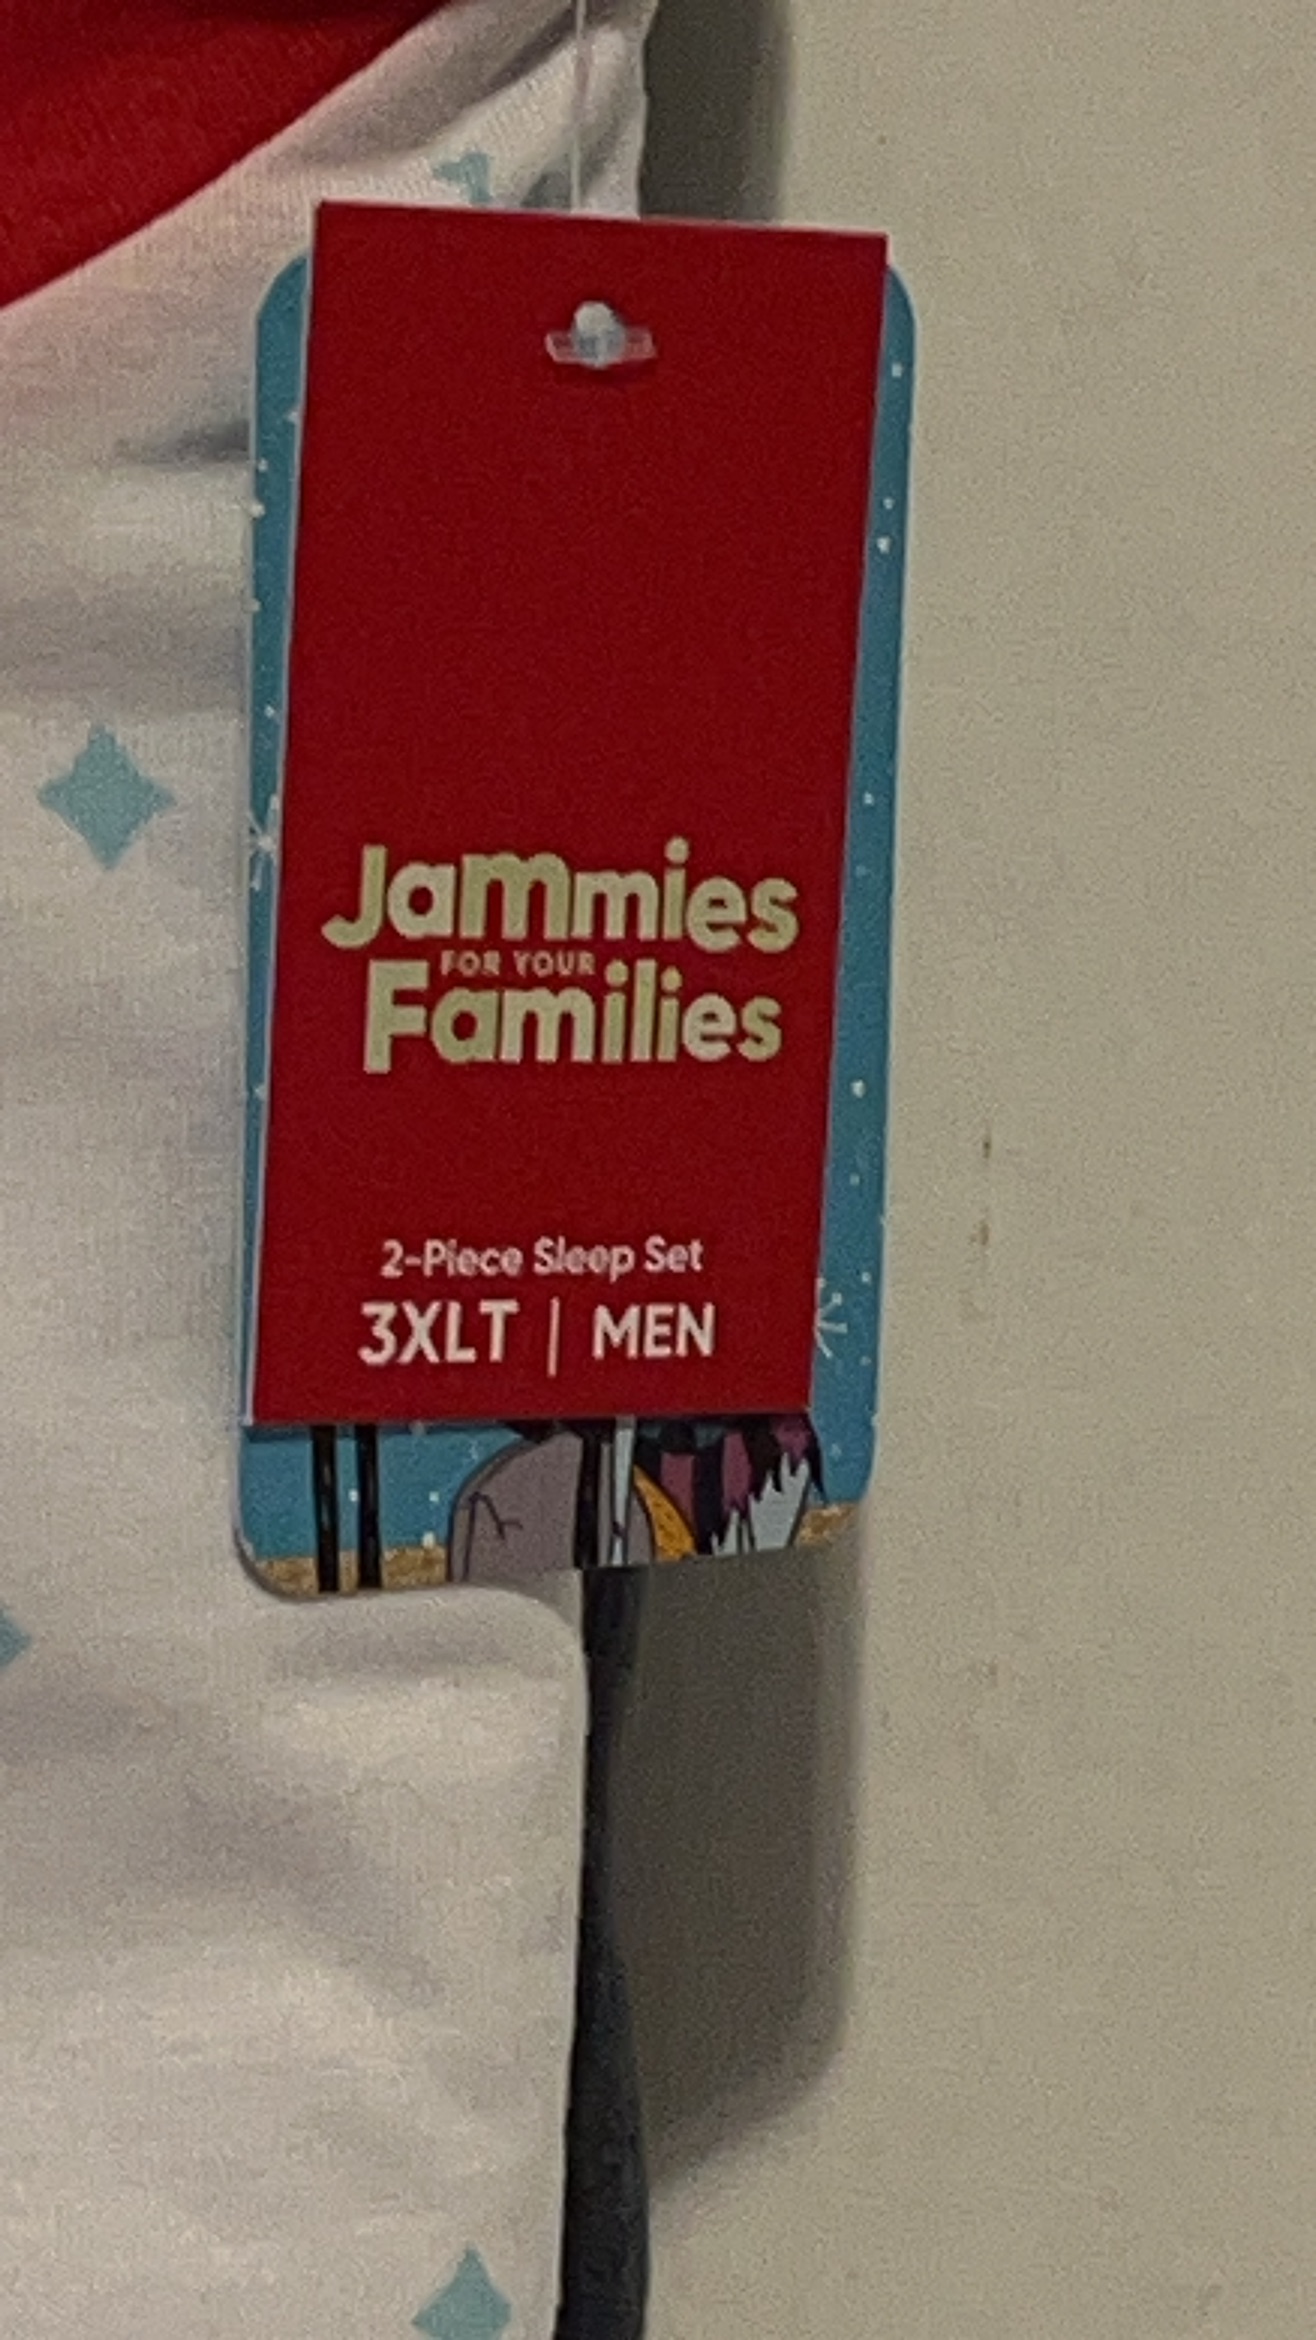 Jammies
FOR YOUR
Families
2-Piece Sleep Set
3XLT | MEN